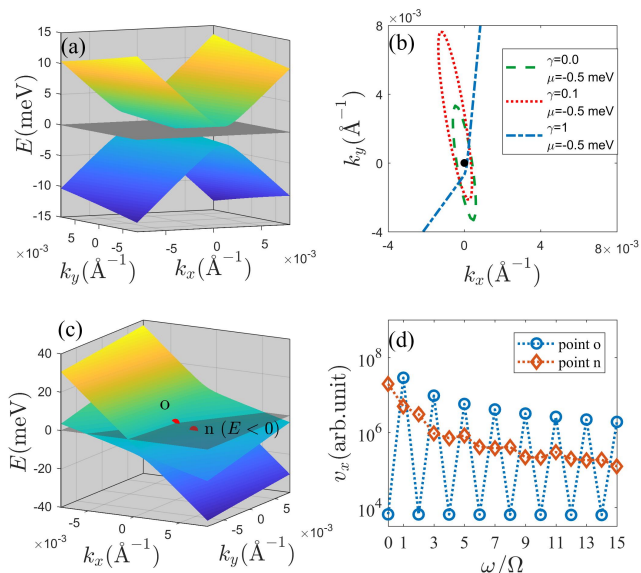 (a)
15
10
5
0
-5
-10
-15
E(meV)
5 0 -5
-5 0 5
×10⁻³
×10⁻³
k_y(Å⁻¹)
k_x(Å⁻¹)
(b)
8 ×10⁻³
4
0
-4
k_y(Å⁻¹)
γ=0.0
μ=-0.5 meV
γ=0.1
μ=-0.5 meV
γ=1
μ=-0.5 meV
-4 0 4 8 ×10⁻³
k_x(Å⁻¹)
(c)
40
20
0
-20
-40
E(meV)
o
n (E < 0)
-5 0 5
-5 0 5
×10⁻³
×10⁻³
k_x(Å⁻¹)
k_y(Å⁻¹)
(d)
point o
point n
10⁸
10⁶
10⁴
v_x(arb.unit)
0 1 3 5 7 9 11 13 15
ω/Ω